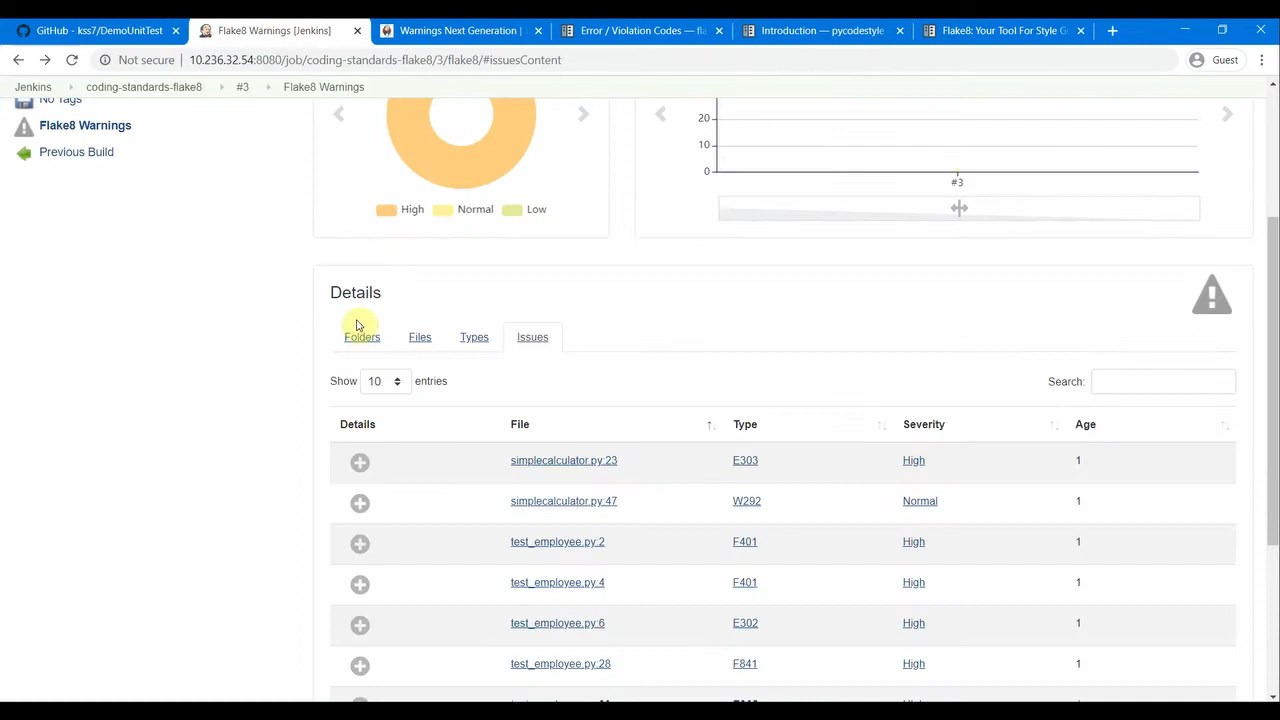 GitHub - kss7/DemoUnitTest
Flake8 Warnings [Jenkins]
Warnings Next Generation |
Error / Violation Codes — fla
Introduction — pycodestyle
Flake8: Your Tool For Style G
Not secure | 10.236.32.54:8080/job/coding-standards-flake8/3/flake8/#issuesContent
Guest
Jenkins coding-standards-flake8 #3 Flake8 Warnings
No Tags
Flake8 Warnings
Previous Build
High Normal Low
20
10
0
#3
Details
Folders Files Types Issues
Show 10 entries Search:
Details File Type Severity Age
simplecalculator.py:23 E303 High 1
simplecalculator.py:47 W292 Normal 1
test_employee.py:2 F401 High 1
test_employee.py:4 F401 High 1
test_employee.py:6 E302 High 1
test_employee.py:28 F841 High 1